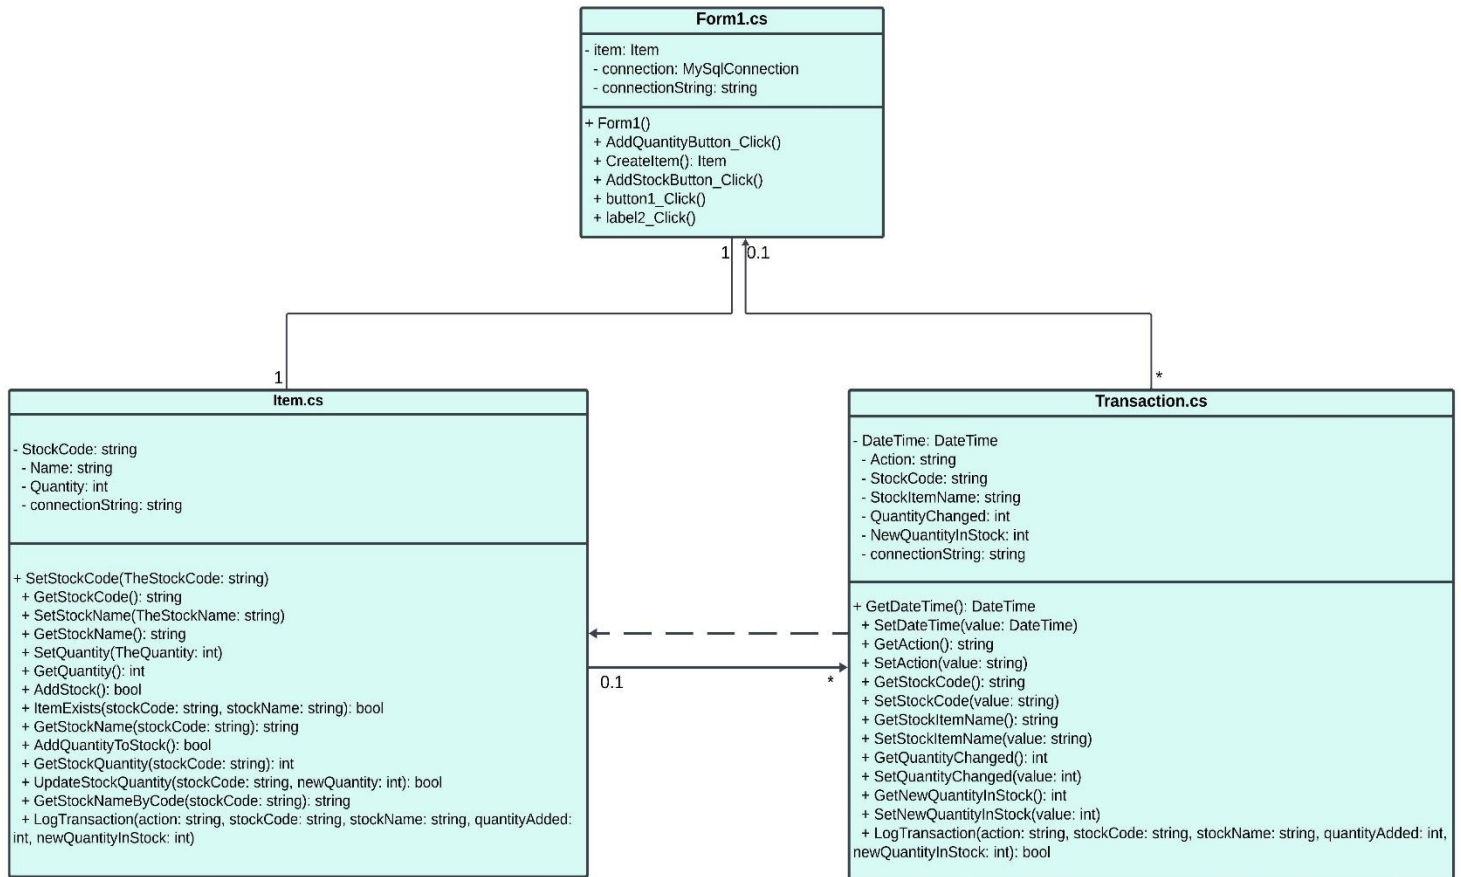 Form1.cs
- item: Item
- connection: MySqlConnection
- connectionString: string
+ Form1()
+ AddQuantityButton_Click()
+ CreateItem(): Item
+ AddStockButton_Click()
+ button1_Click()
+ label2_Click()
1
0.1
1
*
Item.cs
- StockCode: string
- Name: string
- Quantity: int
- connectionString: string
+ SetStockCode(TheStockCode: string)
+ GetStockCode(): string
+ SetStockName(TheStockName: string)
+ GetStockName(): string
+ SetQuantity(TheQuantity: int)
+ GetQuantity(): int
+ AddStock(): bool
+ ItemExists(stockCode: string, stockName: string): bool
+ GetStockName(stockCode: string): string
+ AddQuantityToStock(): bool
+ GetStockQuantity(stockCode: string): int
+ UpdateStockQuantity(stockCode: string, newQuantity: int): bool
+ GetStockNameByCode(stockCode: string): string
+ LogTransaction(action: string, stockCode: string, stockName: string, quantityAdded:
int, newQuantityInStock: int)
0.1
*
Transaction.cs
- DateTime: DateTime
- Action: string
- StockCode: string
- StockItemName: string
- QuantityChanged: int
- NewQuantityInStock: int
- connectionString: string
+ GetDateTime(): DateTime
+ SetDateTime(value: DateTime)
+ GetAction(): string
+ SetAction(value: string)
+ GetStockCode(): string
+ SetStockCode(value: string)
+ GetStockItemName(): string
+ SetStockItemName(value: string)
+ GetQuantityChanged(): int
+ SetQuantityChanged(value: int)
+ GetNewQuantityInStock(): int
+ SetNewQuantityInStock(value: int)
+ LogTransaction(action: string, stockCode: string, stockName: string, quantityAdded: int,
newQuantityInStock: int): bool